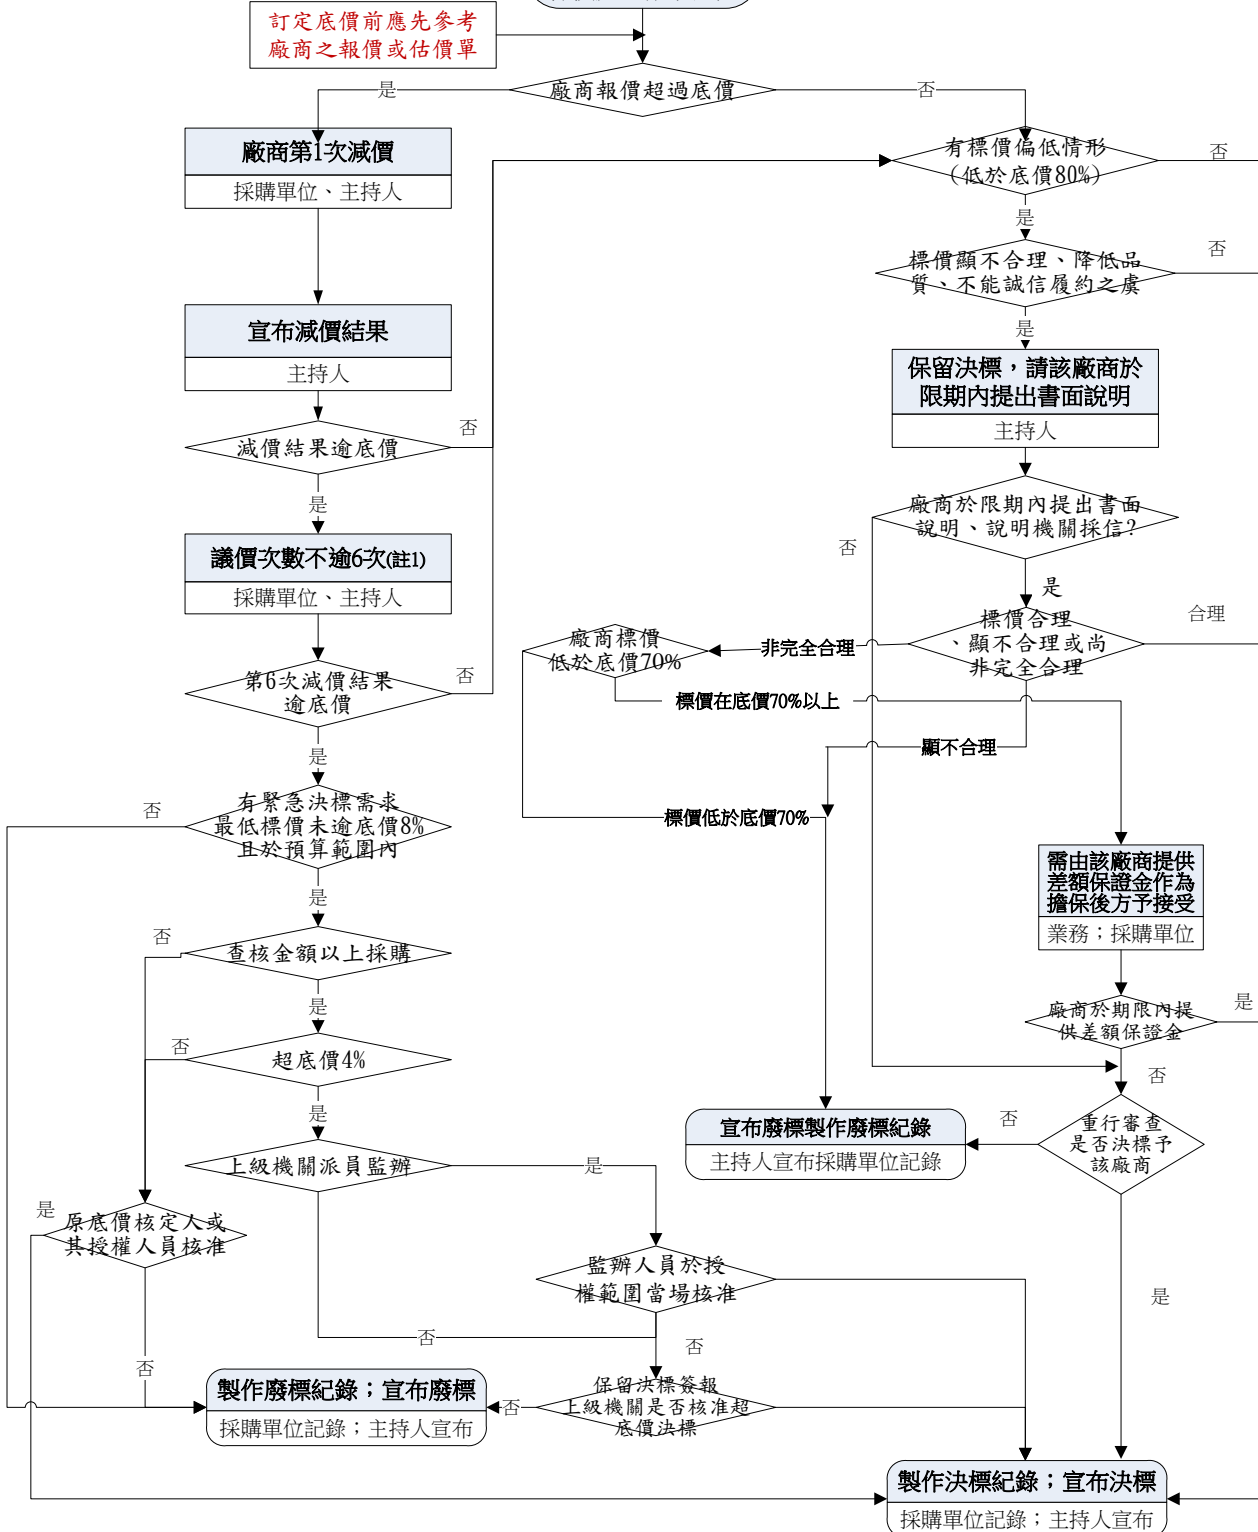 訂定底價前應先參考
廠商之報價或估價單
廠商報價超過底價
是
否
廠商第1次減價
採購單位、主持人
有標價偏低情形
(低於底價80%)
否
是
標價顯不合理、降低品
質、不能誠信履約之虞
否
是
宣布減價結果
主持人
保留決標，請該廠商於
限期內提出書面說明
主持人
減價結果逾底價
否
是
廠商於限期內提出書面
說明、說明機關採信?
否
是
議價次數不逾6次(註1)
採購單位、主持人
標價合理
、顯不合理或尚
非完全合理
合理
非完全合理
廠商標價
低於底價70%
標價在底價70%以上
顯不合理
標價低於底價70%
第6次減價結果
逾底價
否
是
有緊急決標需求
最低標價未逾底價8%
且於預算範圍內
否
是
需由該廠商提供
差額保證金作為
擔保後方予接受
業務；採購單位
查核金額以上採購
否
是
廠商於期限內提
供差額保證金
是
否
超底價4%
否
是
宣布廢標製作廢標紀錄
主持人宣布採購單位記錄
否
重行審查
是否決標予
該廠商
是
上級機關派員監辦
是
否
原底價核定人或
其授權人員核准
是
否
監辦人員於授
權範圍當場核准
否
保留決標簽報
上級機關是否核准超
底價決標
否
製作廢標紀錄；宣布廢標
採購單位記錄；主持人宣布
製作決標紀錄；宣布決標
採購單位記錄；主持人宣布